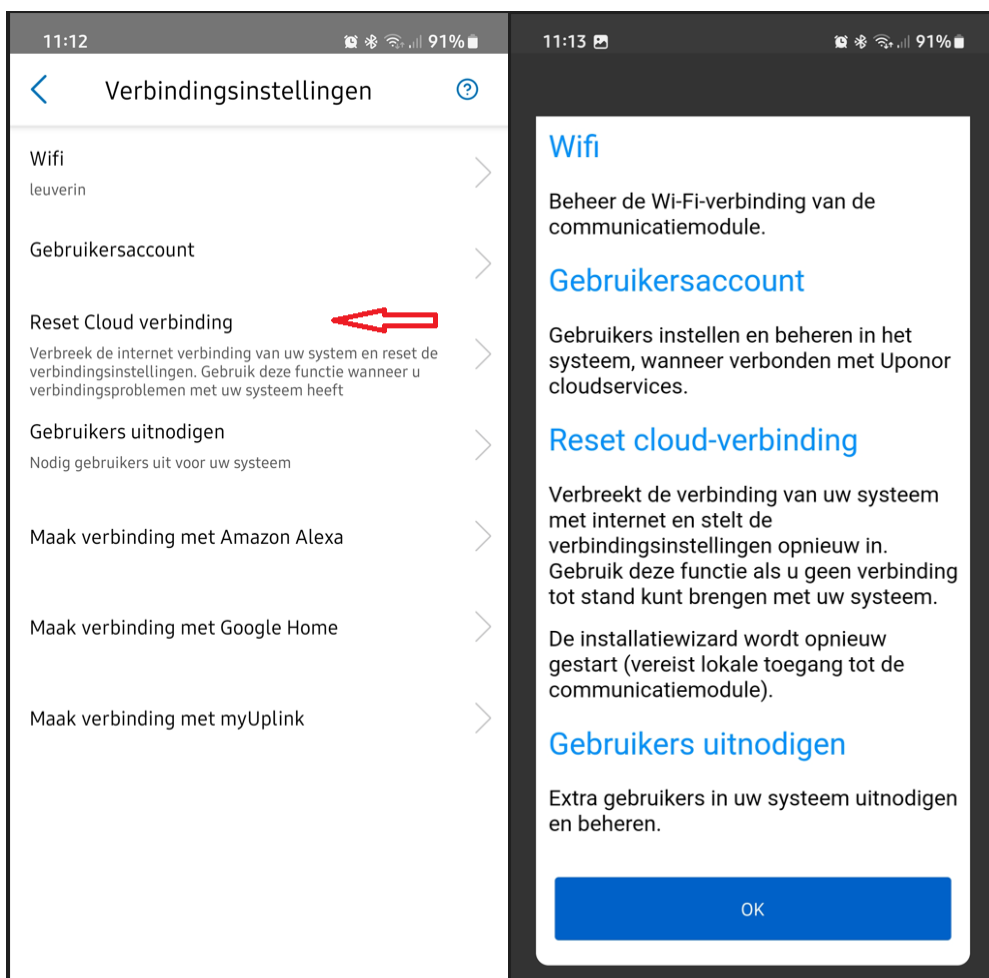 11:12
91%
Verbindingsinstellingen
Wifi
leuverin
Gebruikersaccount
Reset Cloud verbinding
Verbreek de internet verbinding van uw system en reset de
verbindingsinstellingen. Gebruik deze functie wanneer u
verbindingsproblemen met uw systeem heeft
Gebruikers uitnodigen
Nodig gebruikers uit voor uw systeem
Maak verbinding met Amazon Alexa
Maak verbinding met Google Home
Maak verbinding met myUplink
11:13
91%
Wifi
Beheer de Wi-Fi-verbinding van de
communicatiemodule.
Gebruikersaccount
Gebruikers instellen en beheren in het
systeem, wanneer verbonden met Uponor
cloudservices.
Reset cloud-verbinding
Verbreekt de verbinding van uw systeem
met internet en stelt de
verbindingsinstellingen opnieuw in.
Gebruik deze functie als u geen verbinding
tot stand kunt brengen met uw systeem.
De installatiewizard wordt opnieuw
gestart (vereist lokale toegang tot de
communicatiemodule).
Gebruikers uitnodigen
Extra gebruikers in uw systeem uitnodigen
en beheren.
OK